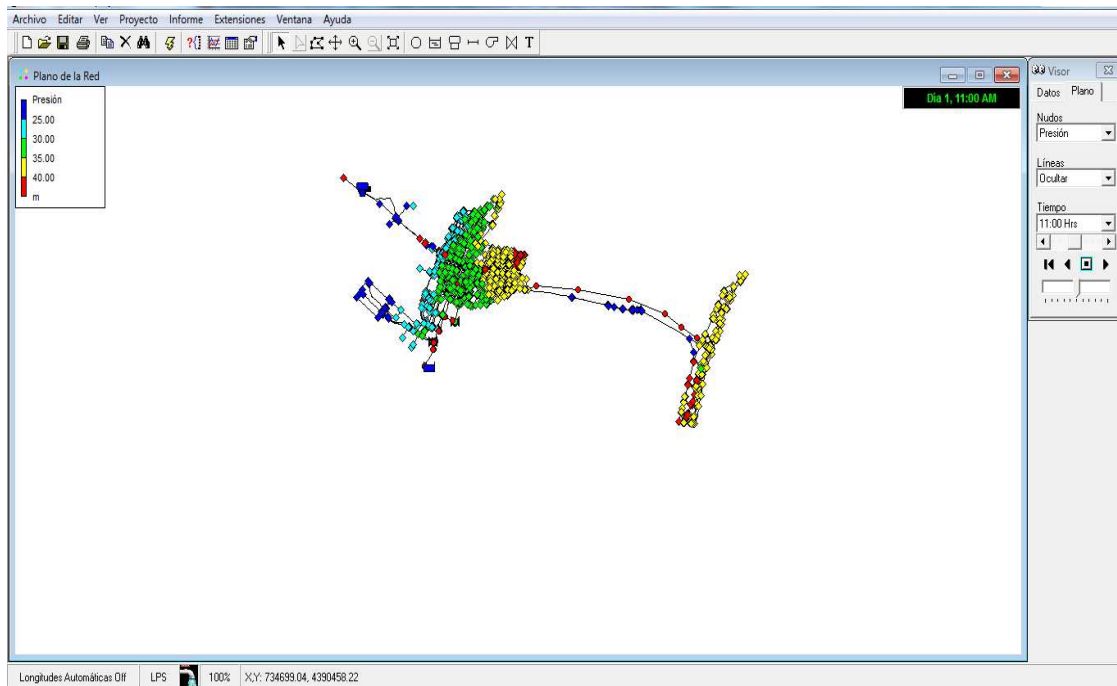 Archivo Editar Ver Proyecto Informe Extensiones Ventana Ayuda
T
Plano de la Red
Presión
25.00
30.00
35.00
40.00
m
Dia 1, 11:00 AM
Visor
Datos Plano
Nudos
Presión
Líneas
Ocultar
Tiempo
11:00 Hrs
Longitudes Automáticas Off LPS 100% X,Y: 734699.04, 4390458.22